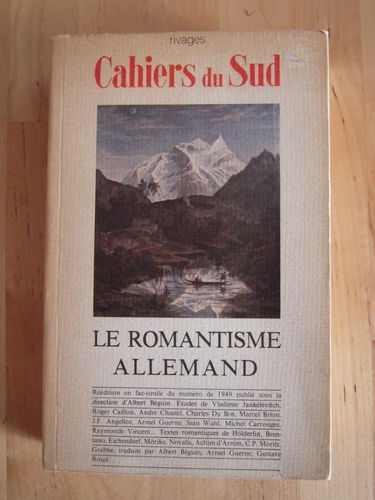 rivages
Cahiers du Sud
LE ROMANTISME
ALLEMAND
Réédition en fac-similé du numéro de 1949 publié sous la
direction d'Albert Béguin. Etudes de Vladimir Jankélévitch,
Roger Caillois, André Chastel, Charles Du Bos, Marcel Brion,
J.F. Angelloz, Armel Guerne, Jean Wahl, Michel Carrouges,
Raymonde Vincent... Textes romantiques de Hölderlin, Bren-
tano, Eichendorf, Mörike, Novalis, Achim d'Arnim, C.P. Moritz,
Grabbe, traduits par Albert Béguin, Armel Guerne, Gustave
Roud...